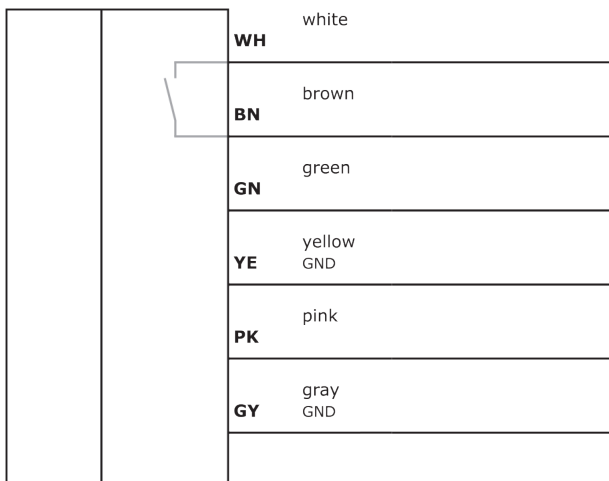 white
WH
brown
BN
green
GN
yellow
YE
GND
pink
PK
gray
GY
GND